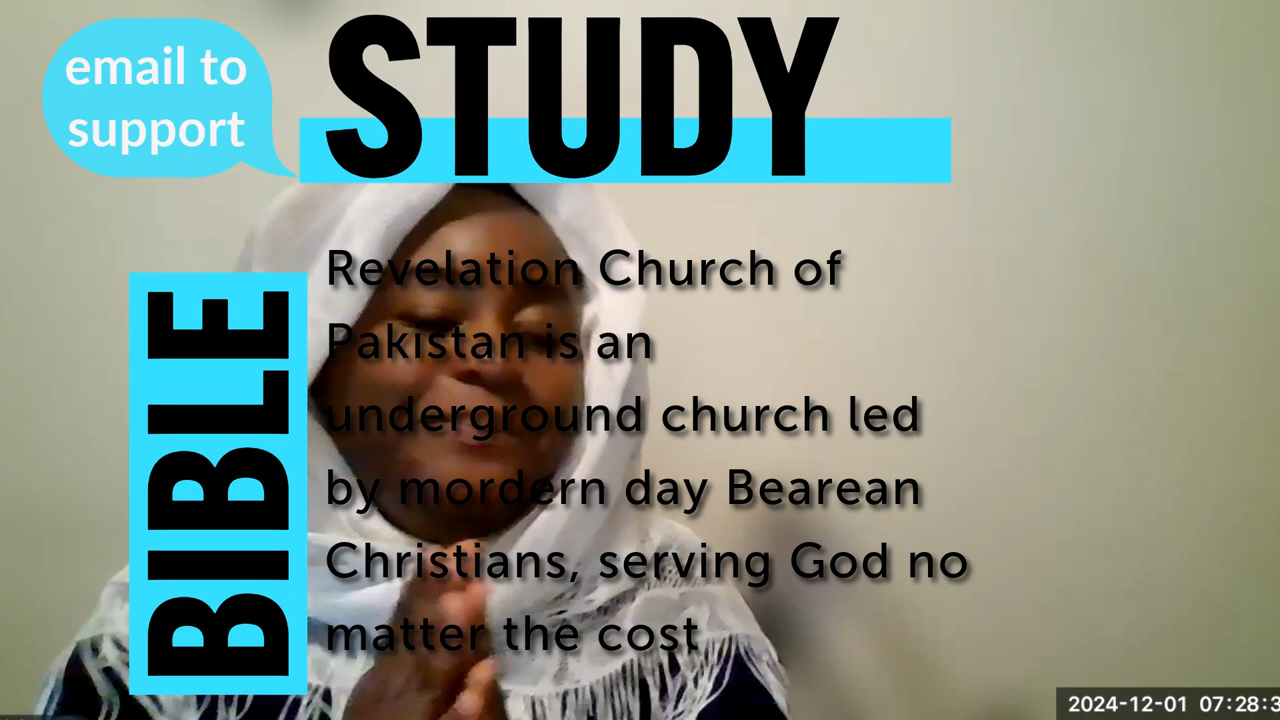 email to
support
STUDY
BIBLE
Revelation Church of
Pakistan is an
underground church led
by mordern day Bearean
Christians, serving God no
matter the cost
2024-12-01 07:28:3